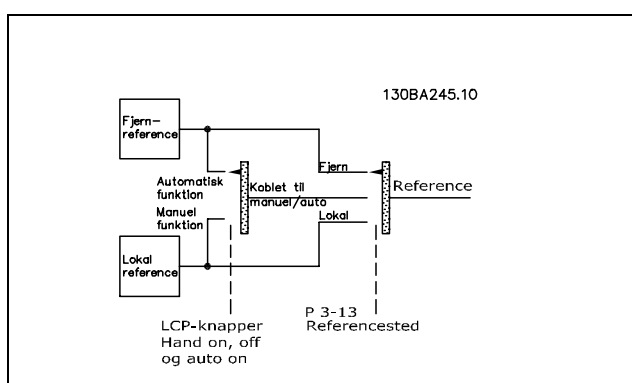 130BA245.10
Fjern-
reference
Automatisk
funktion
Manuel
funktion
Koblet til
manuel/auto
Fjern
Lokal
Reference
Lokal
reference
LCP-knapper
Hand on, off
og auto on
P 3-13
Referencested